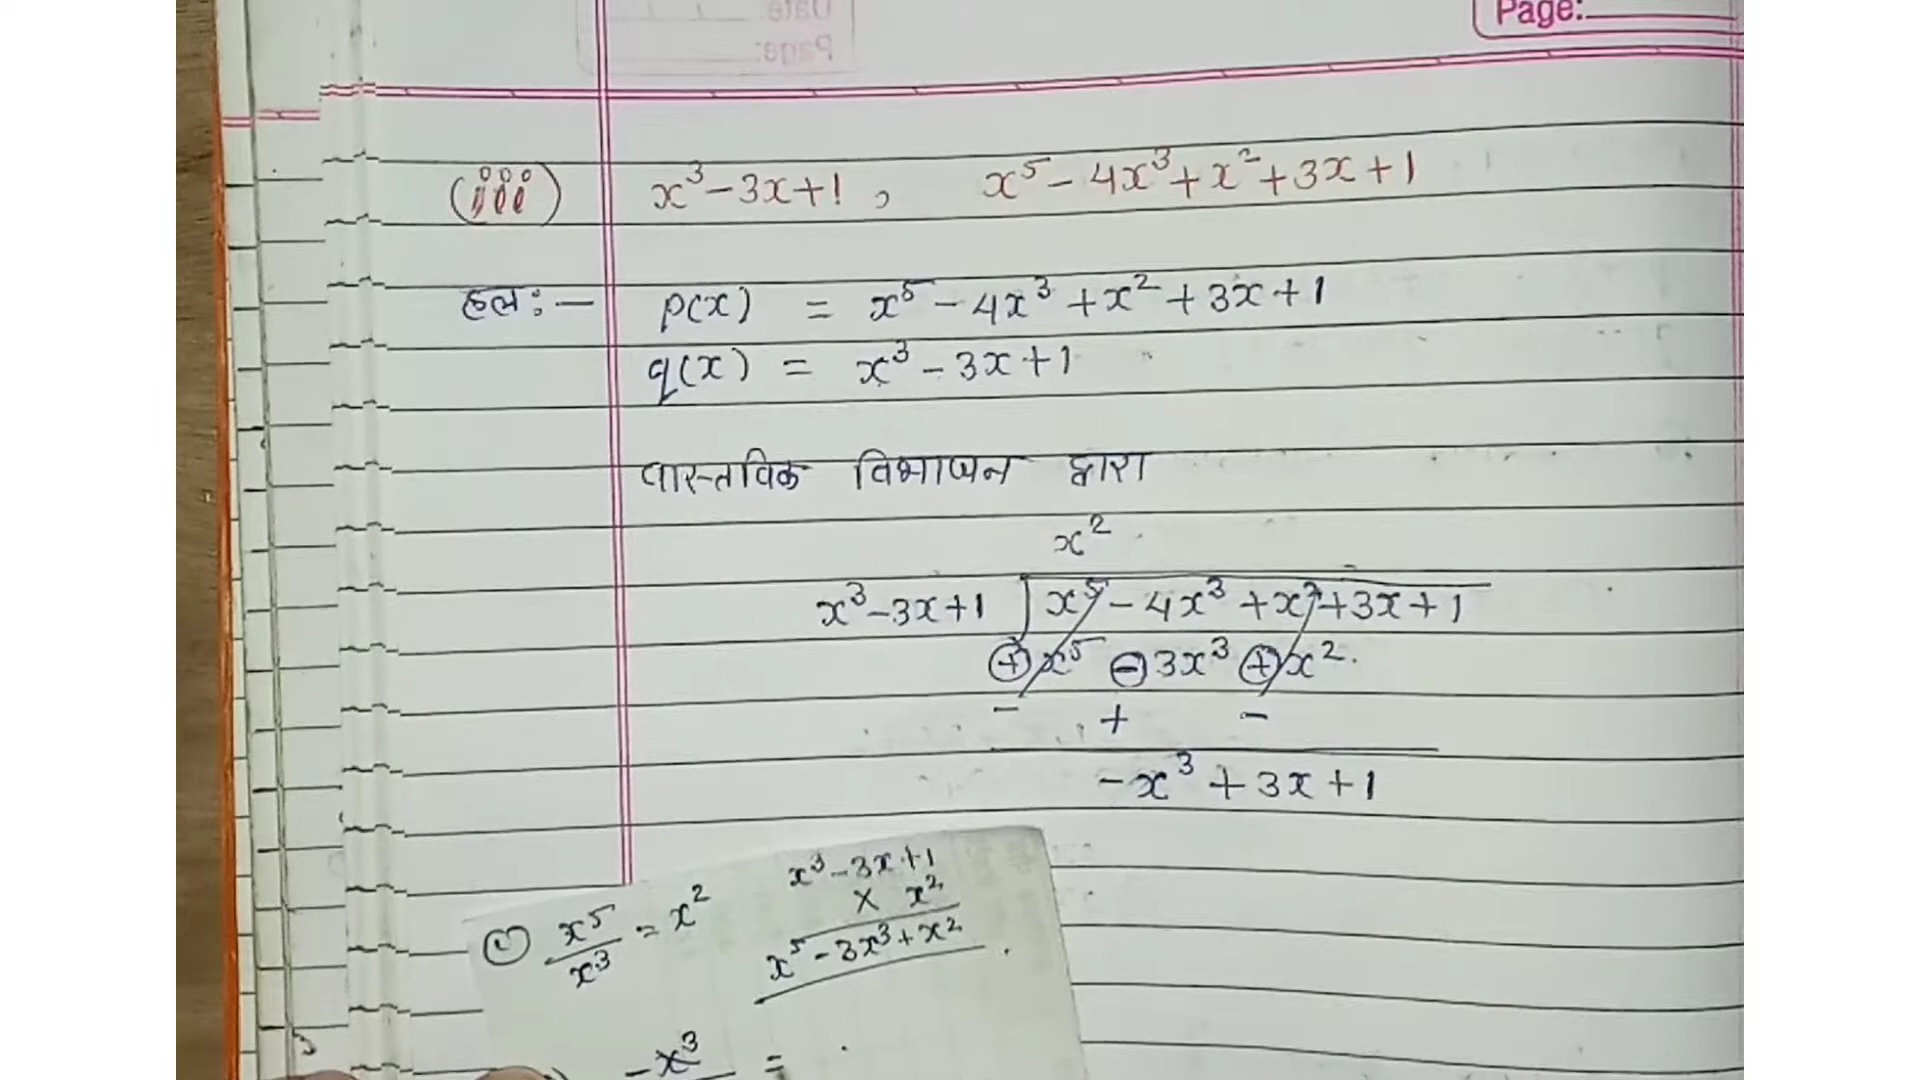 Date
Page:
Page:
(iii) x³-3x+1, x⁵-4x³+x²+3x+1
हलः- p(x) = x⁵-4x³+x²+3x+1
q(x) = x³-3x+1
वास्तविक विभाजन द्वारा
x²
x³-3x+1 ) x⁵-4x³+x²+3x+1
⊕x⁵ ⊖3x³ ⊕x²
- + -
-x³+3x+1
x³-3x+1
× x²
x⁵/x³ = x²
x⁵-3x³+x²
-x³ =